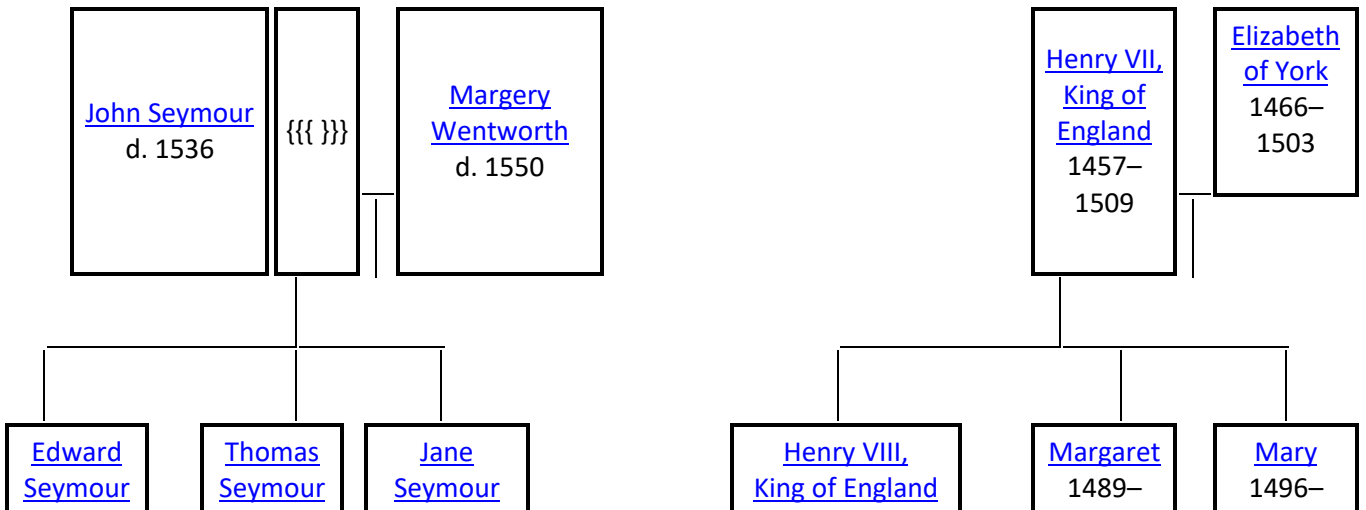 John Seymour
d. 1536
{{{ }}}
Margery
Wentworth
d. 1550
Henry VII,
King of
England
1457–
1509
Elizabeth
of York
1466–
1503
Edward
Seymour
Thomas
Seymour
Jane
Seymour
Henry VIII,
King of England
Margaret
1489–
Mary
1496–